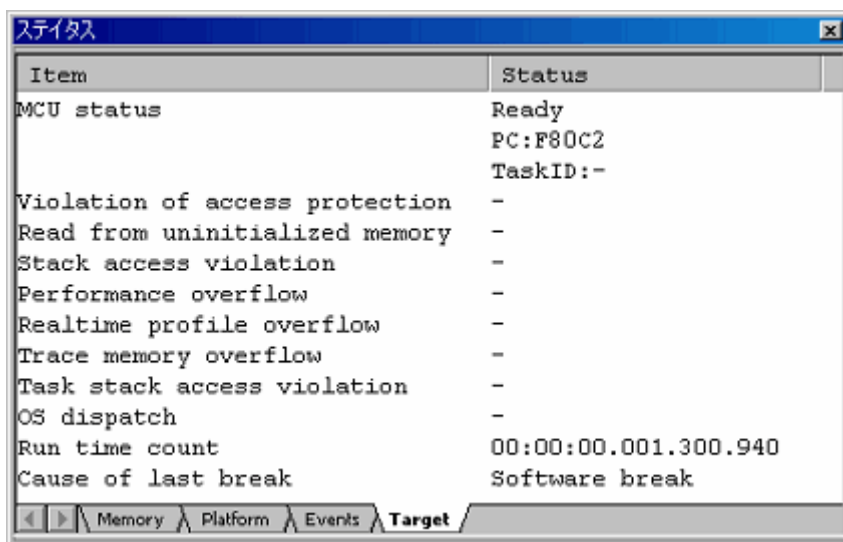 ステイタス
Item Status
MCU status Ready
PC:F80C2
TaskID:-
Violation of access protection -
Read from uninitialized memory -
Stack access violation -
Performance overflow -
Realtime profile overflow -
Trace memory overflow -
Task stack access violation -
OS dispatch -
Run time count 00:00:00.001.300.940
Cause of last break Software break
Memory Platform Events Target